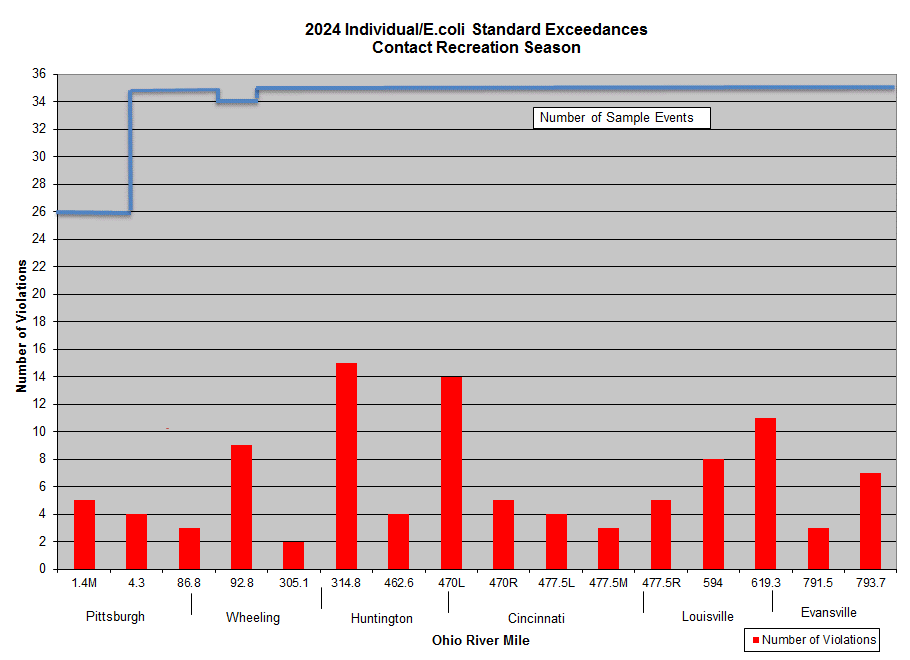 2024 Individual/E.coli Standard Exceedances
Contact Recreation Season
36
34
Number of Sample Events
32
30
28
26
24
22
20
18
16
14
12
10
8
6
4
2
0
Number of Violations
1.4M 4.3 86.8 92.8 305.1 314.8 462.6 470L 470R 477.5L 477.5M 477.5R 594 619.3 791.5 793.7
Pittsburgh Wheeling Huntington Cincinnati Louisville Evansville
Ohio River Mile
Number of Violations